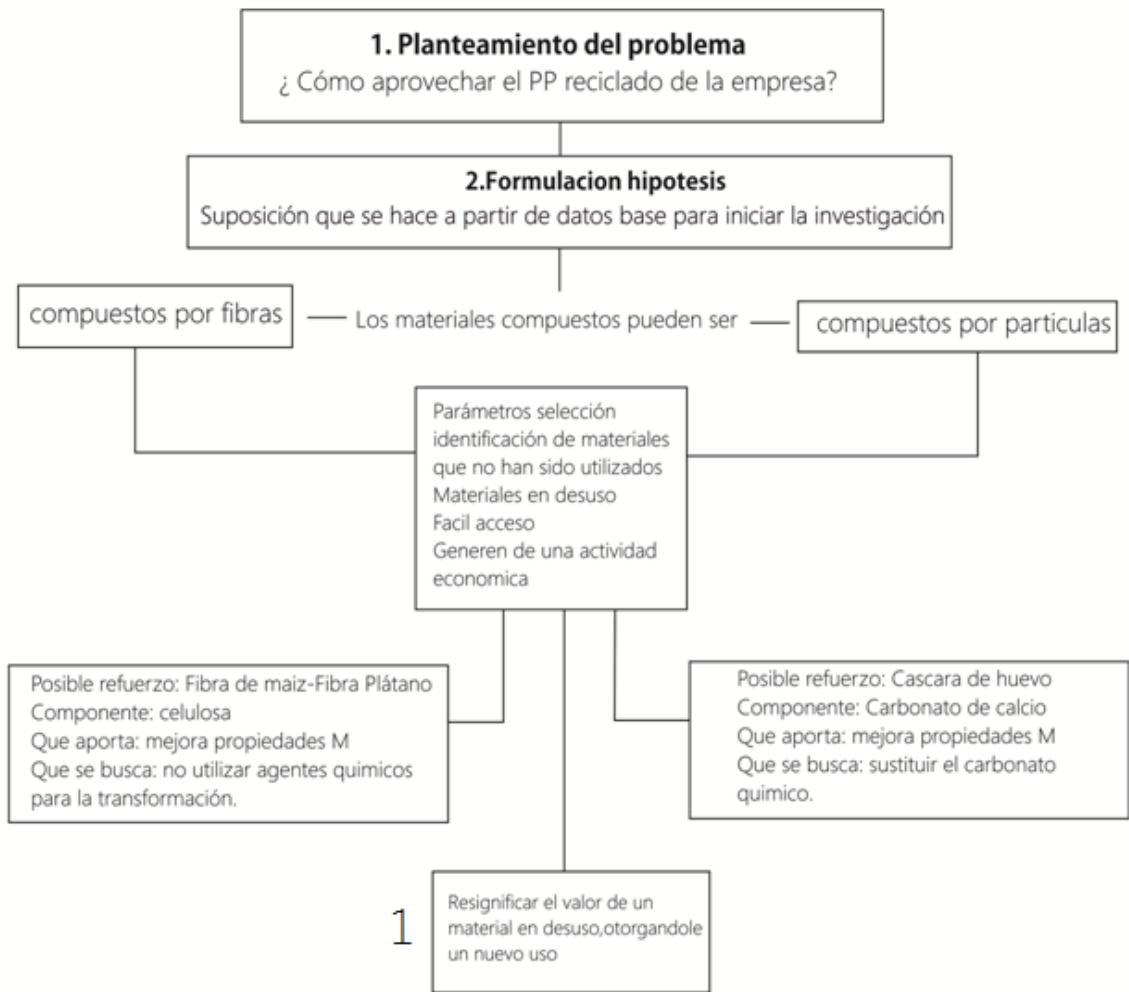 1. Planteamiento del problema
¿ Cómo aprovechar el PP reciclado de la empresa?
2.Formulacion hipotesis
Suposición que se hace a partir de datos base para iniciar la investigación
compuestos por fibras
Los materiales compuestos pueden ser
compuestos por particulas
Parámetros selección
identificación de materiales
que no han sido utilizados
Materiales en desuso
Facil acceso
Generen de una actividad
economica
Posible refuerzo: Fibra de maiz-Fibra Plátano
Componente: celulosa
Que aporta: mejora propiedades M
Que se busca: no utilizar agentes quimicos
para la transformación.
Posible refuerzo: Cascara de huevo
Componente: Carbonato de calcio
Que aporta: mejora propiedades M
Que se busca: sustituir el carbonato
quimico.
1
Resignificar el valor de un
material en desuso,otorgandole
un nuevo uso